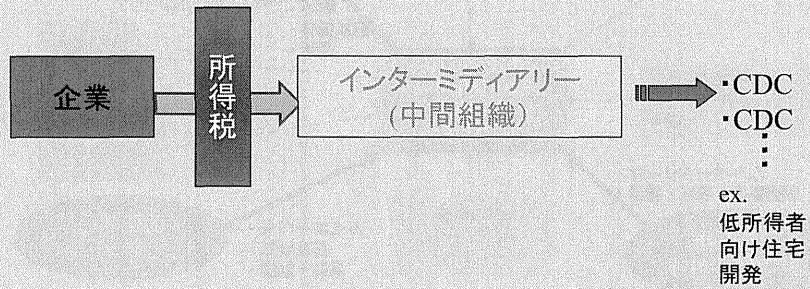 企業
所得税
インターミディアリー
(中間組織)
・CDC
・CDC
ex.
低所得者
向け住宅
開発